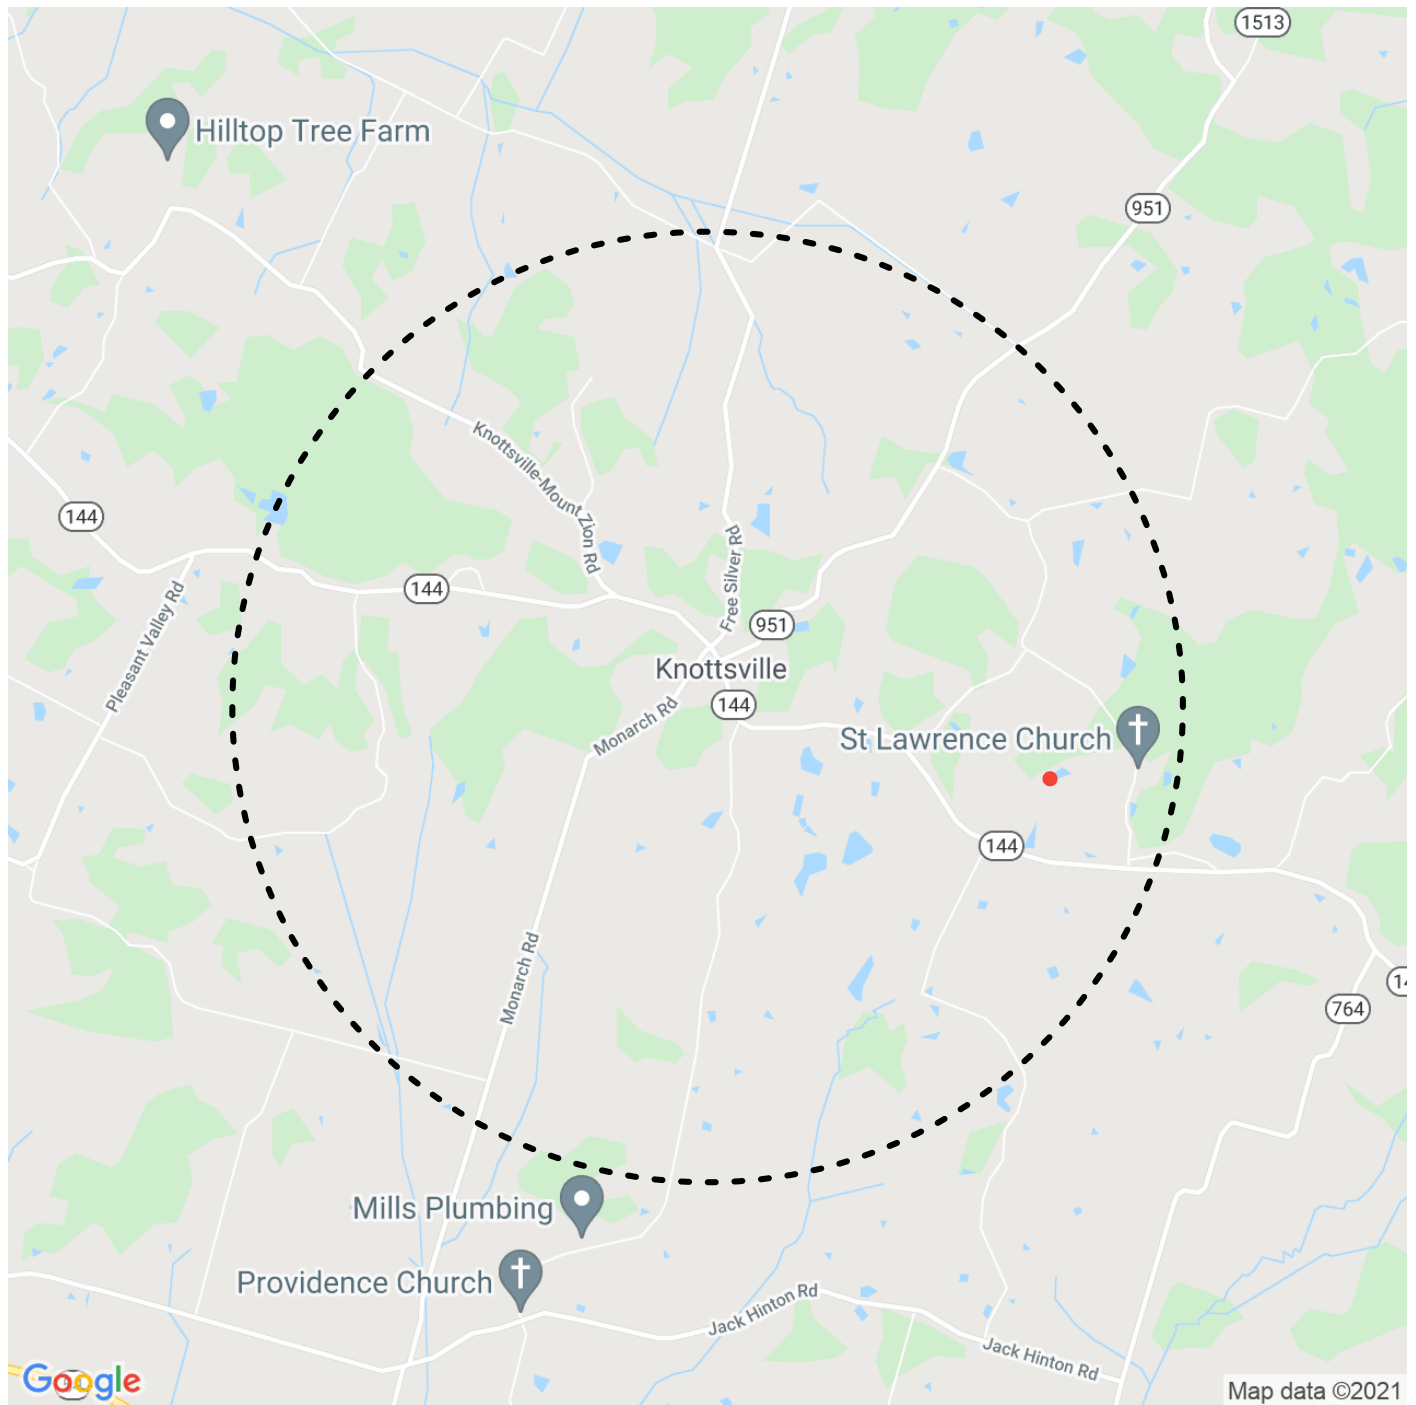 1513
Hilltop Tree Farm
951
Knottsville-Mount Zion Rd
144
Free Silver Rd
144
Pleasant Valley Rd
951
Knottsville
144
Monarch Rd
St Lawrence Church
144
Monarch Rd
764
Mills Plumbing
Providence Church
Jack Hinton Rd
Jack Hinton Rd
Google
Map data ©2021